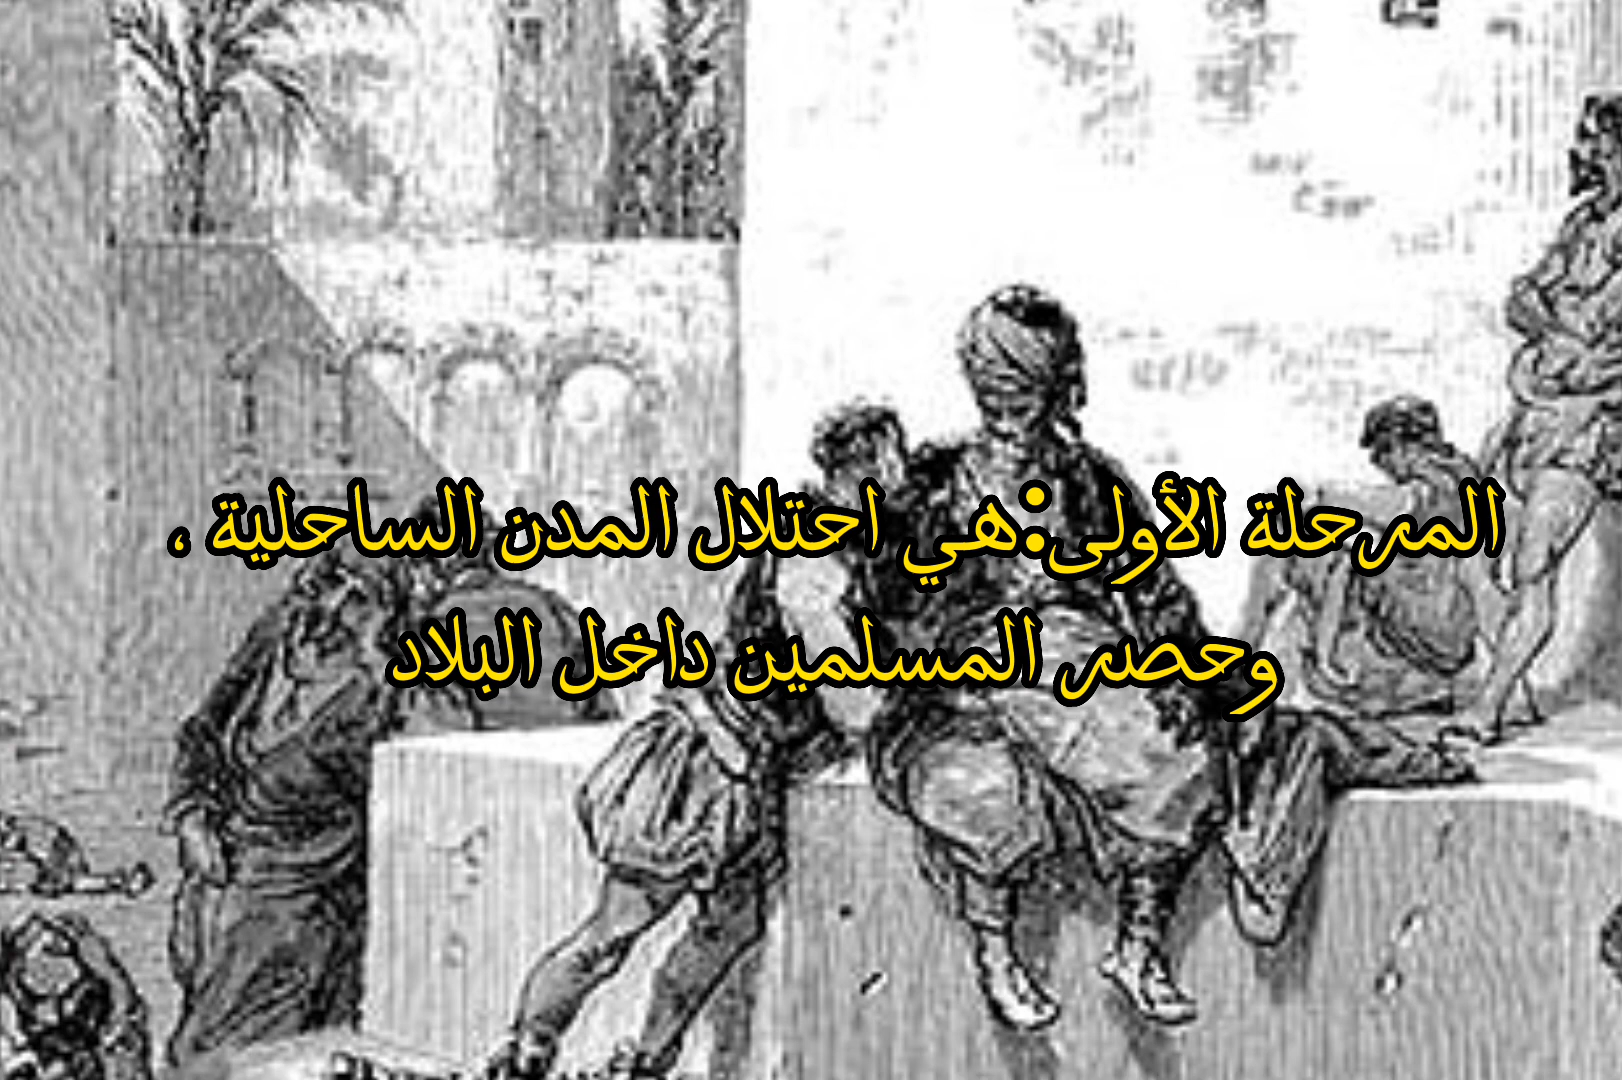 المرحلة الأولى:هي احتلال المدن الساحلية ،
وحصر المسلمين داخل البلاد